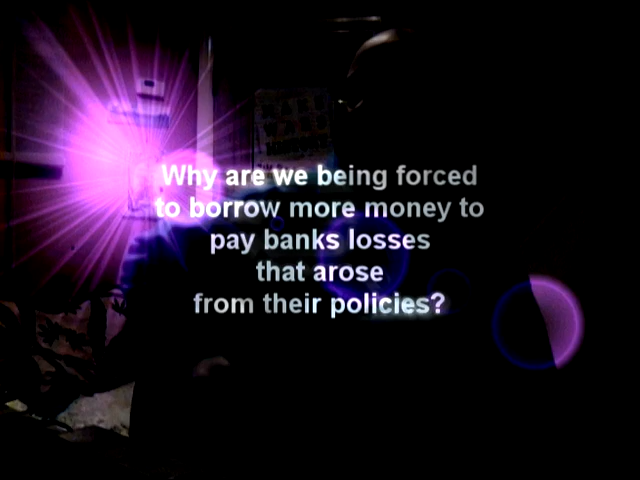 Why are we being forced
to borrow more money to
pay banks losses
that arose
from their policies?